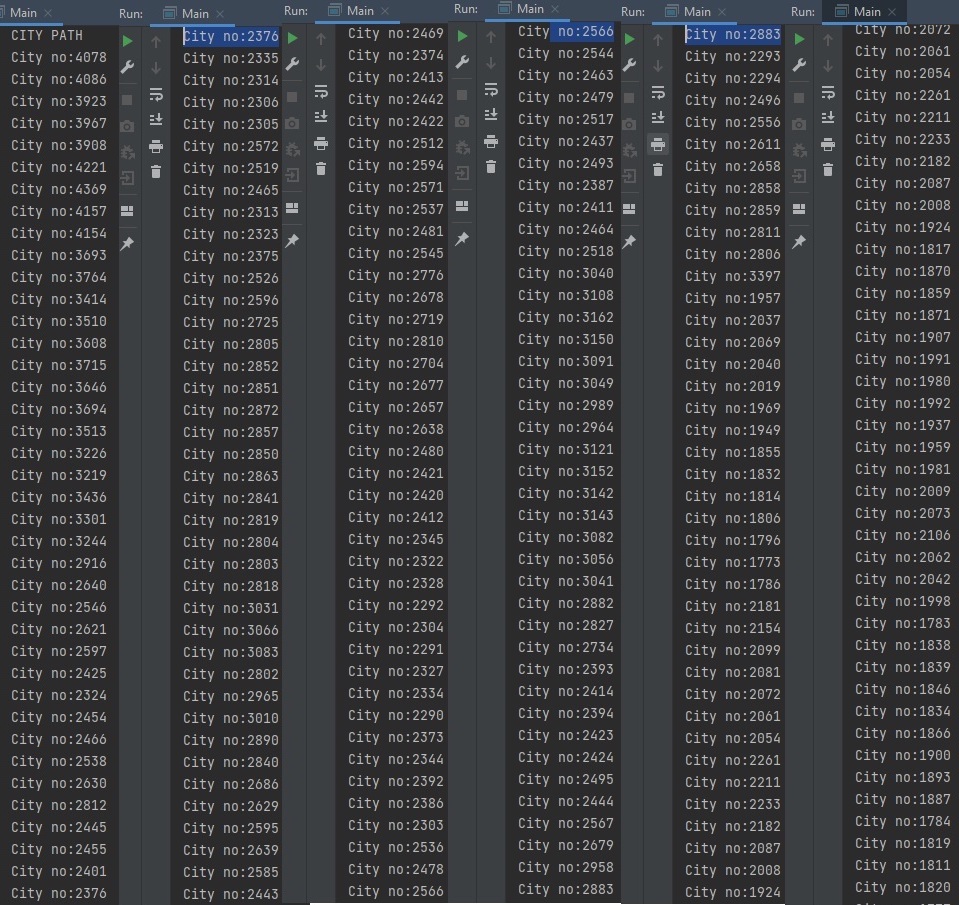 Main
CITY PATH
City no:4078
City no:4086
City no:3923
City no:3967
City no:3908
City no:4221
City no:4369
City no:4157
City no:4154
City no:3693
City no:3764
City no:3414
City no:3510
City no:3608
City no:3715
City no:3646
City no:3694
City no:3513
City no:3226
City no:3219
City no:3436
City no:3301
City no:3244
City no:2916
City no:2640
City no:2546
City no:2621
City no:2597
City no:2425
City no:2324
City no:2454
City no:2466
City no:2538
City no:2630
City no:2812
City no:2445
City no:2455
City no:2401
City no:2376
Run:
Main
City no:2376
City no:2335
City no:2314
City no:2306
City no:2305
City no:2572
City no:2519
City no:2465
City no:2313
City no:2323
City no:2375
City no:2526
City no:2596
City no:2725
City no:2805
City no:2852
City no:2851
City no:2872
City no:2857
City no:2850
City no:2863
City no:2841
City no:2819
City no:2804
City no:2803
City no:2818
City no:3031
City no:3066
City no:3083
City no:2802
City no:2965
City no:3010
City no:2890
City no:2840
City no:2686
City no:2629
City no:2595
City no:2639
City no:2585
City no:2443
Run:
Main
City no:2469
City no:2374
City no:2413
City no:2442
City no:2422
City no:2512
City no:2594
City no:2571
City no:2537
City no:2481
City no:2545
City no:2776
City no:2678
City no:2719
City no:2810
City no:2704
City no:2677
City no:2657
City no:2638
City no:2480
City no:2421
City no:2420
City no:2412
City no:2345
City no:2322
City no:2328
City no:2292
City no:2304
City no:2291
City no:2327
City no:2334
City no:2290
City no:2373
City no:2344
City no:2392
City no:2386
City no:2303
City no:2536
City no:2478
City no:2566
Run:
Main
City no:2566
City no:2544
City no:2463
City no:2479
City no:2517
City no:2437
City no:2493
City no:2387
City no:2411
City no:2464
City no:2518
City no:3040
City no:3108
City no:3162
City no:3150
City no:3091
City no:3049
City no:2989
City no:2964
City no:3121
City no:3152
City no:3142
City no:3143
City no:3082
City no:3056
City no:3041
City no:2882
City no:2827
City no:2734
City no:2393
City no:2414
City no:2394
City no:2423
City no:2424
City no:2495
City no:2444
City no:2567
City no:2679
City no:2958
City no:2883
Run:
Main
City no:2883
City no:2293
City no:2294
City no:2496
City no:2556
City no:2611
City no:2658
City no:2858
City no:2859
City no:2811
City no:2806
City no:3397
City no:1957
City no:2037
City no:2069
City no:2040
City no:2019
City no:1969
City no:1949
City no:1855
City no:1832
City no:1814
City no:1806
City no:1796
City no:1773
City no:1786
City no:2181
City no:2154
City no:2099
City no:2081
City no:2072
City no:2061
City no:2054
City no:2261
City no:2211
City no:2233
City no:2182
City no:2087
City no:2008
City no:1924
Run:
Main
City no:2072
City no:2061
City no:2054
City no:2261
City no:2211
City no:2233
City no:2182
City no:2087
City no:2008
City no:1924
City no:1817
City no:1870
City no:1859
City no:1871
City no:1907
City no:1991
City no:1980
City no:1992
City no:1937
City no:1959
City no:1981
City no:2009
City no:2073
City no:2106
City no:2062
City no:2042
City no:1998
City no:1783
City no:1838
City no:1839
City no:1846
City no:1834
City no:1866
City no:1900
City no:1893
City no:1887
City no:1784
City no:1819
City no:1811
City no:1820